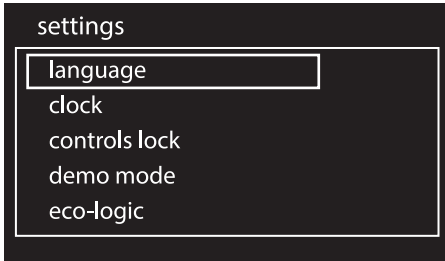 settings
language
clock
controls lock
demo mode
eco-logic